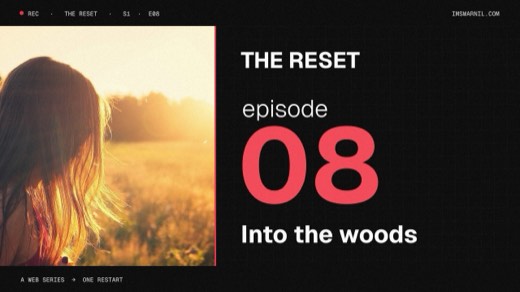 REC · THE RESET · S1 · E08
IMSWARNIL.COM
THE RESET
episode
08
Into the woods
A WEB SERIES + ONE RESTART